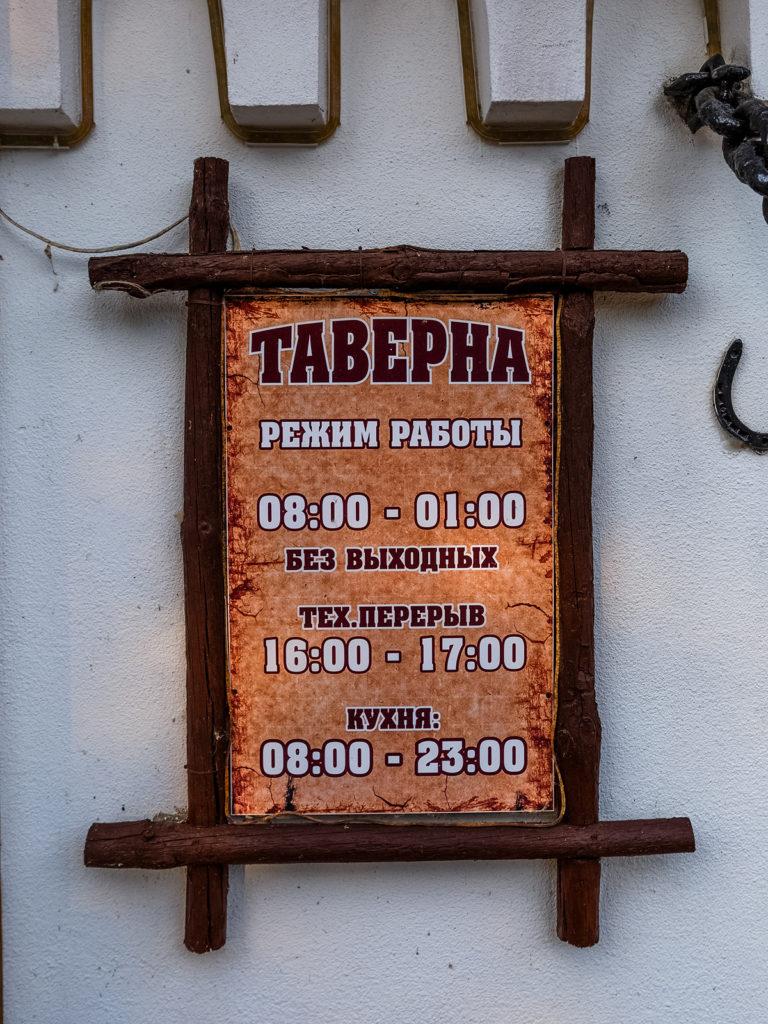 ТАВЕРНА
РЕЖИМ РАБОТЫ
08:00 - 01:00
БЕЗ ВЫХОДНЫХ
ТЕХ.ПЕРЕРЫВ
16:00 - 17:00
КУХНЯ:
08:00 - 23:00